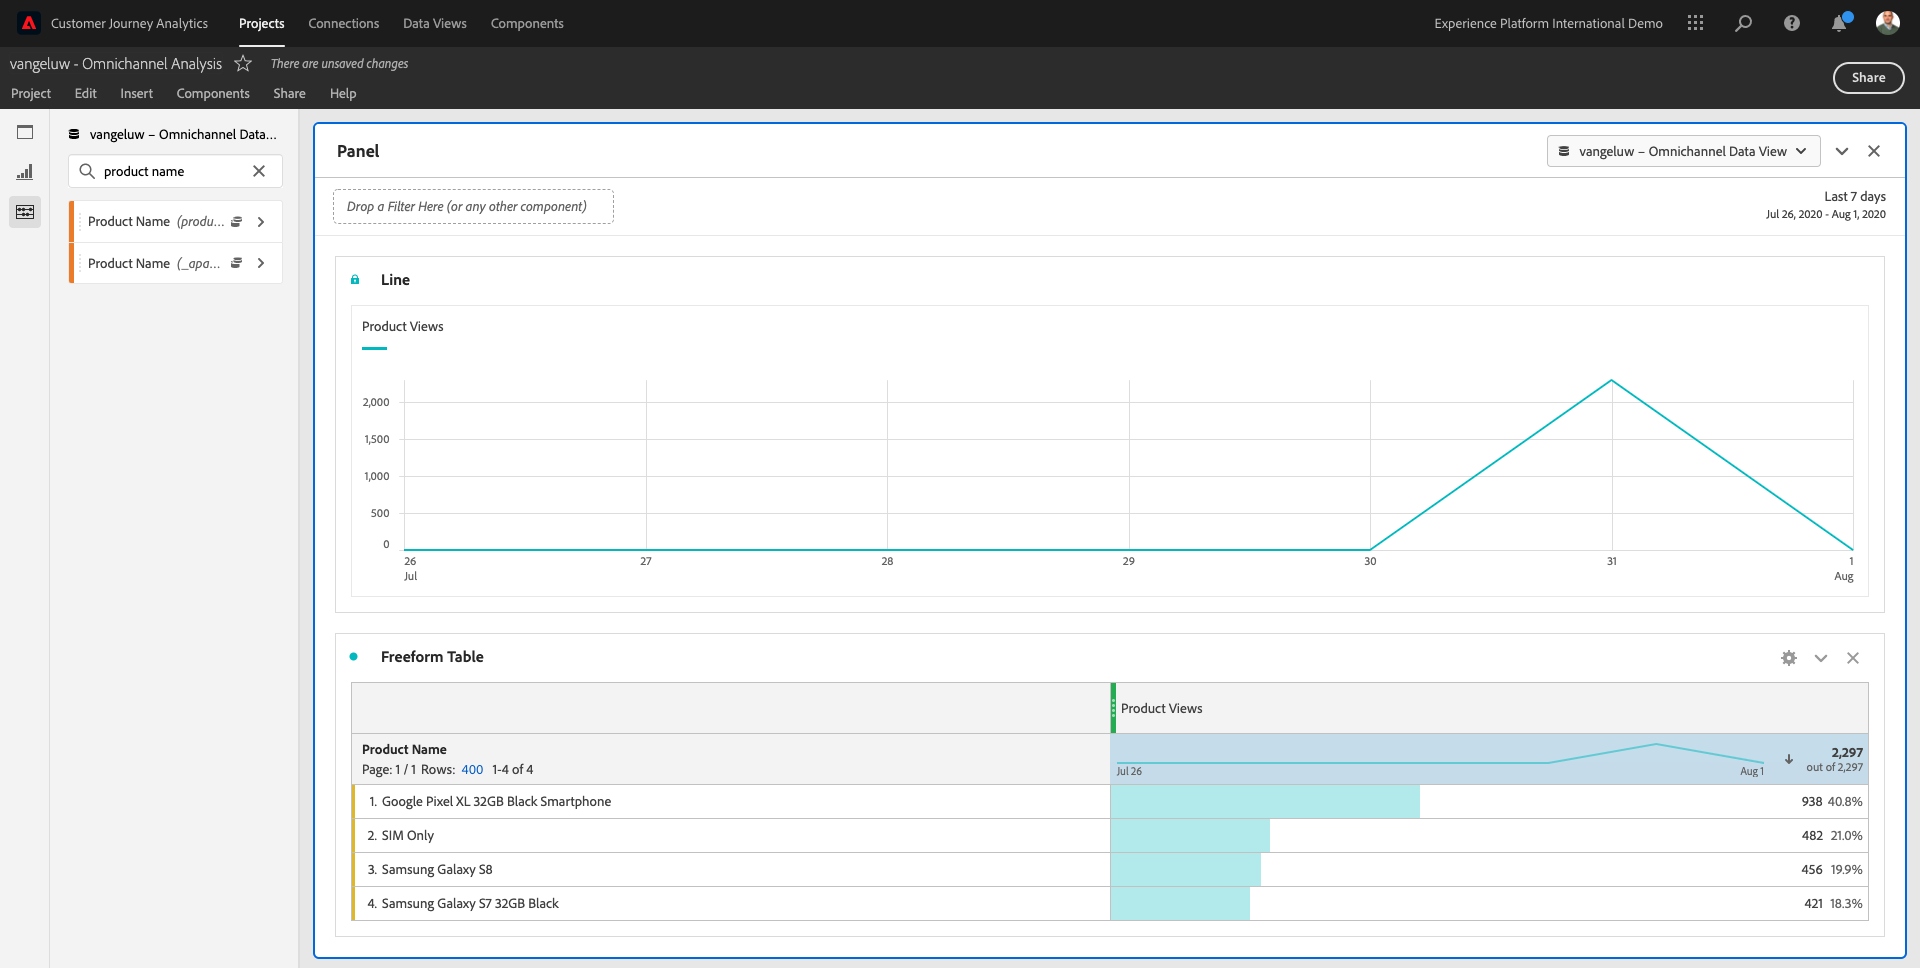 Customer Journey Analytics Projects Connections Data Views Components Experience Platform International Demo
vangeluw - Omnichannel Analysis There are unsaved changes
Project Edit Insert Components Share Help
Share
vangeluw – Omnichannel Data...
product name
Product Name (produ...
Product Name (_apa...
Panel
vangeluw – Omnichannel Data View
Drop a Filter Here (or any other component)
Last 7 days
Jul 26, 2020 - Aug 1, 2020
Line
Product Views
2,000
1,500
1,000
500
0
26 27 28 29 30 31 1
Jul Aug
Freeform Table
Product Views
Product Name
Page: 1 / 1 Rows: 400 1-4 of 4
Jul 26 Aug 1
2,297
out of 2,297
1. Google Pixel XL 32GB Black Smartphone 938 40.8%
2. SIM Only 482 21.0%
3. Samsung Galaxy S8 456 19.9%
4. Samsung Galaxy S7 32GB Black 421 18.3%